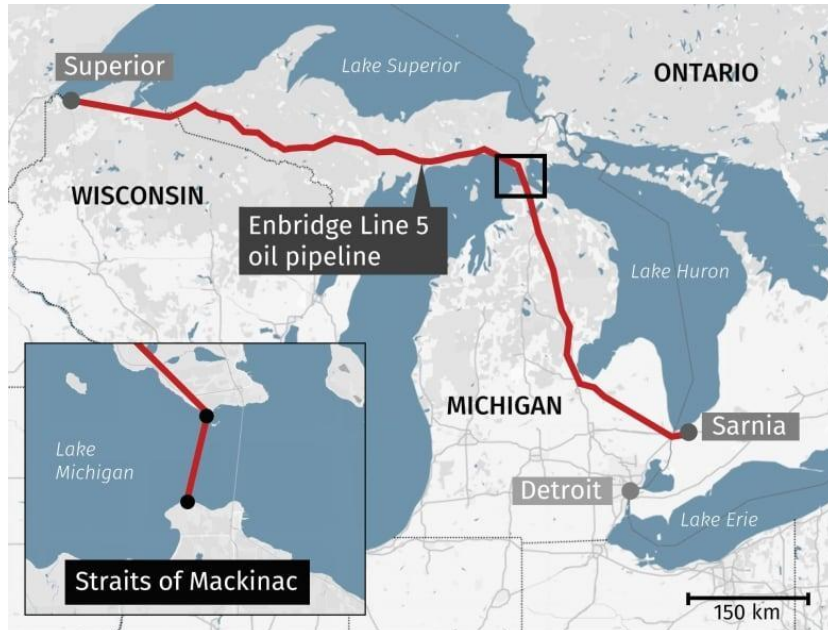 Superior
Lake Superior
ONTARIO
WISCONSIN
Enbridge Line 5
oil pipeline
Lake Huron
MICHIGAN
Sarnia
Detroit
Lake Erie
Lake
Michigan
Straits of Mackinac
150 km